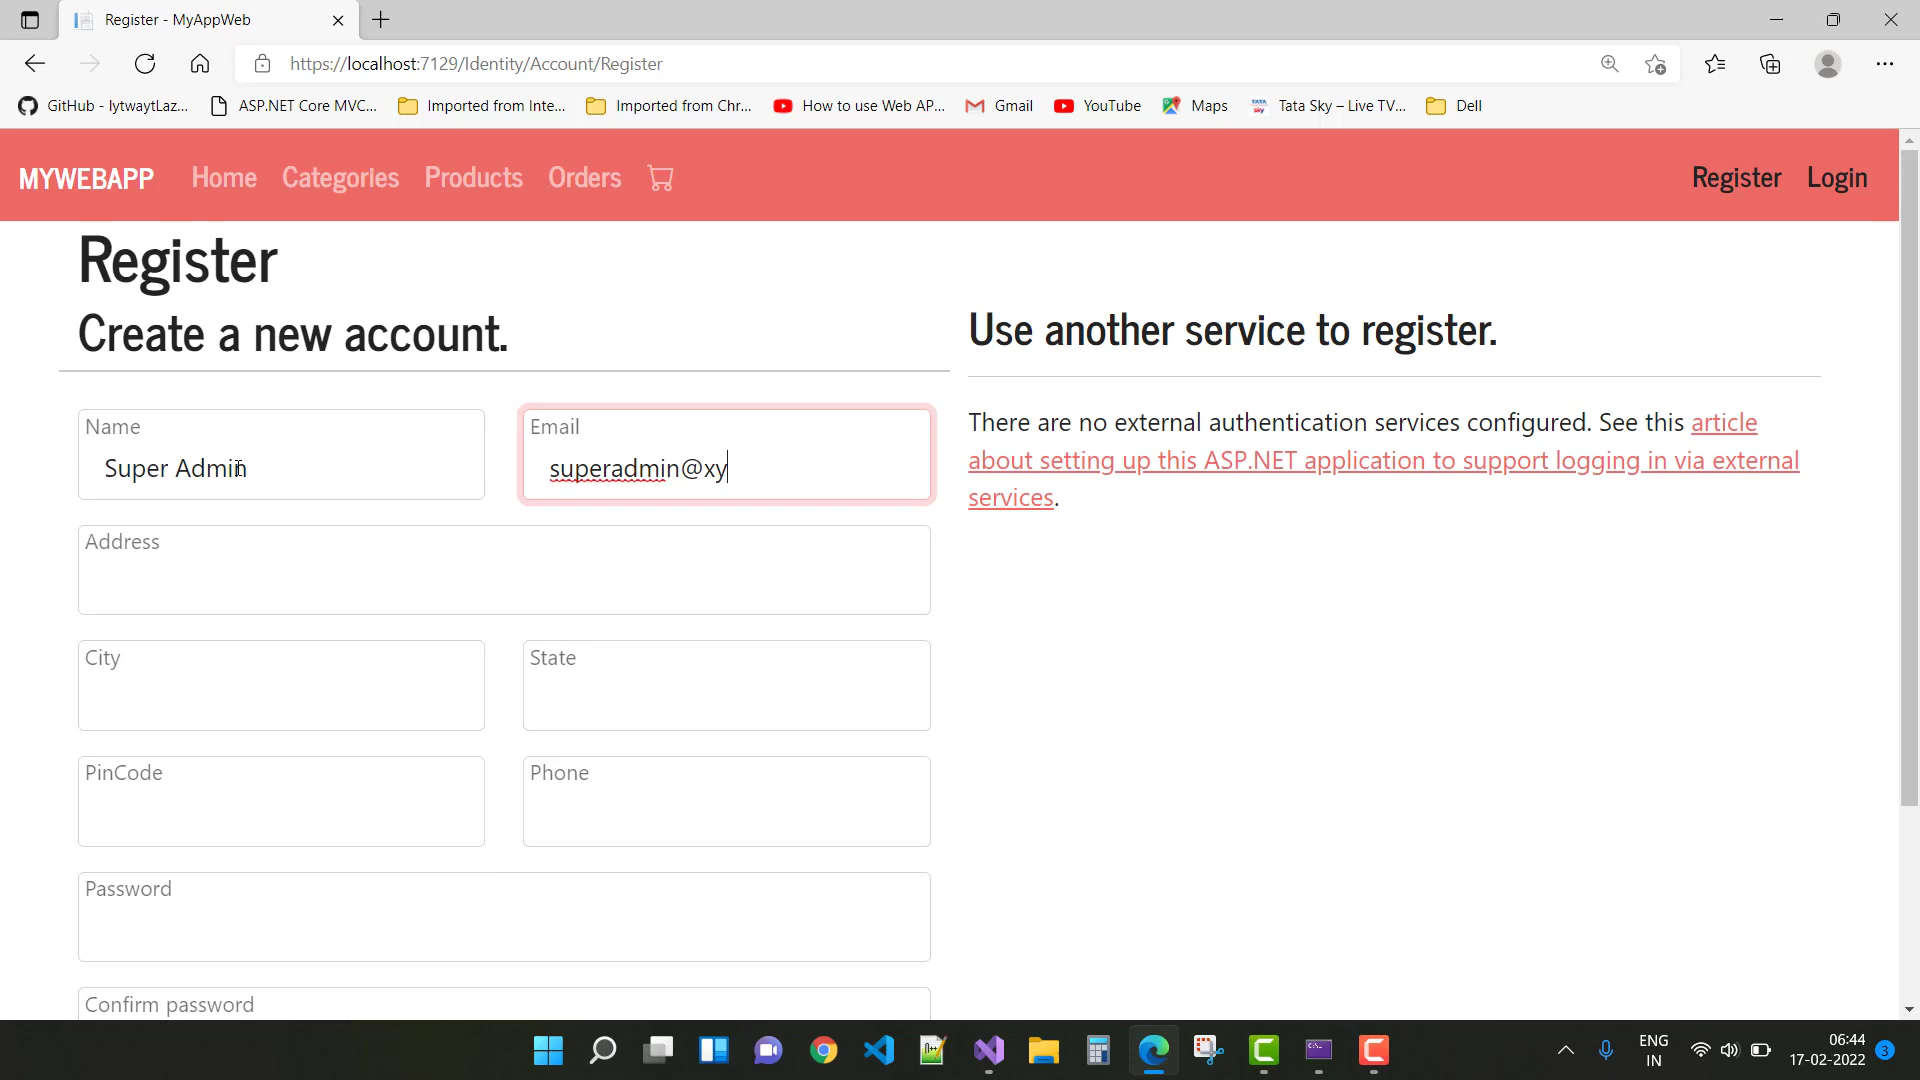 Register - MyAppWeb
https://localhost:7129/Identity/Account/Register
GitHub - lytwaytLaz... ASP.NET Core MVC... Imported from Inte... Imported from Chr... How to use Web AP... Gmail YouTube Maps Tata Sky – Live TV... Dell
MYWEBAPP Home Categories Products Orders Register Login
Register
Create a new account.
Use another service to register.
Name
Super Admin
Email
superadmin@xy
There are no external authentication services configured. See this article
about setting up this ASP.NET application to support logging in via external
services.
Address
City
State
PinCode
Phone
Password
Confirm password
ENG
IN
06:44
17-02-2022
3